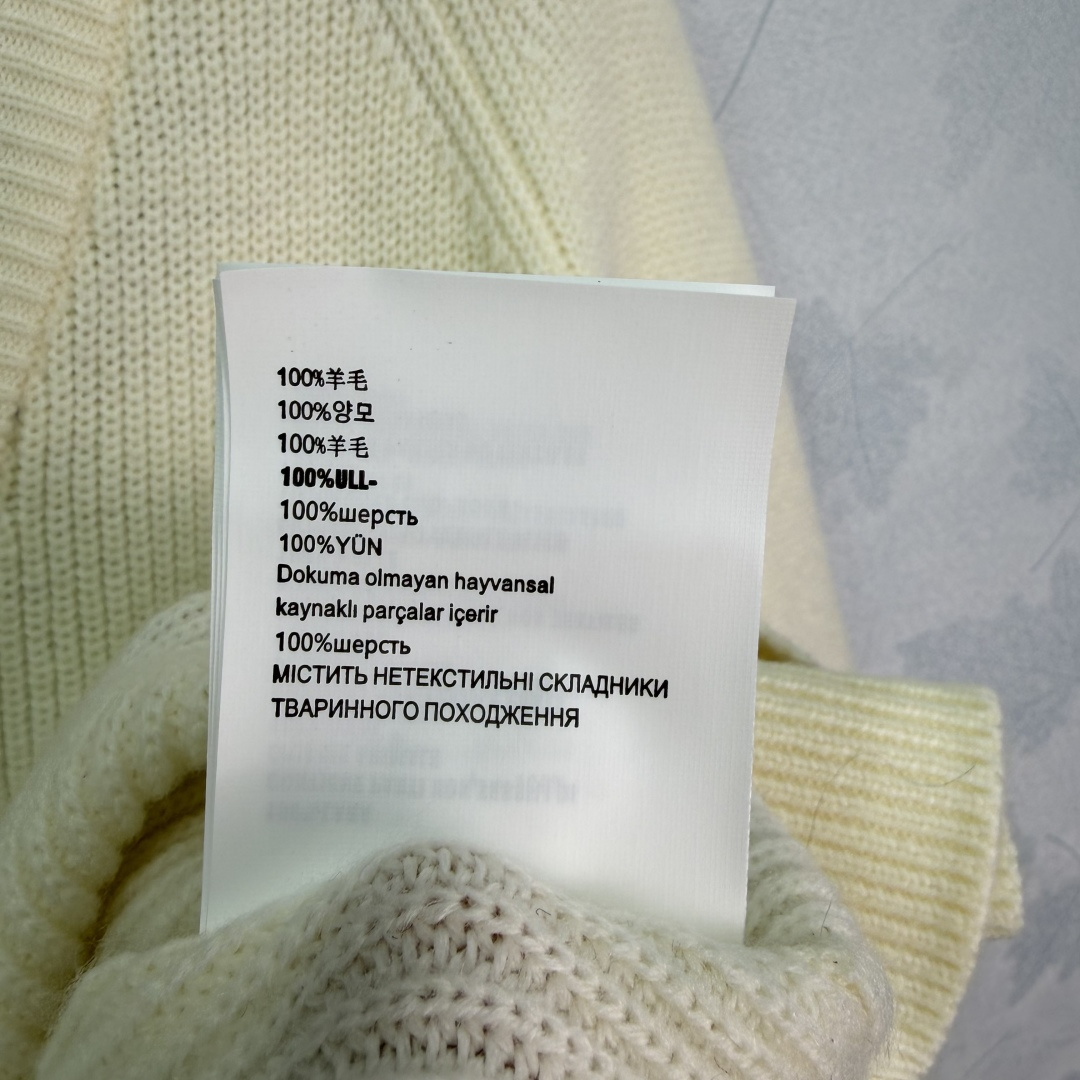 100%羊毛
100%양모
100%羊毛
100%ULL-
100%шерсть
100%YÜN
Dokuma olmayan hayvansal
kaynaklı parçalar içerir
100%шерсть
МІСТИТЬ НЕТЕКСТИЛЬНІ СКЛАДНИКИ
ТВАРИННОГО ПОХОДЖЕННЯ